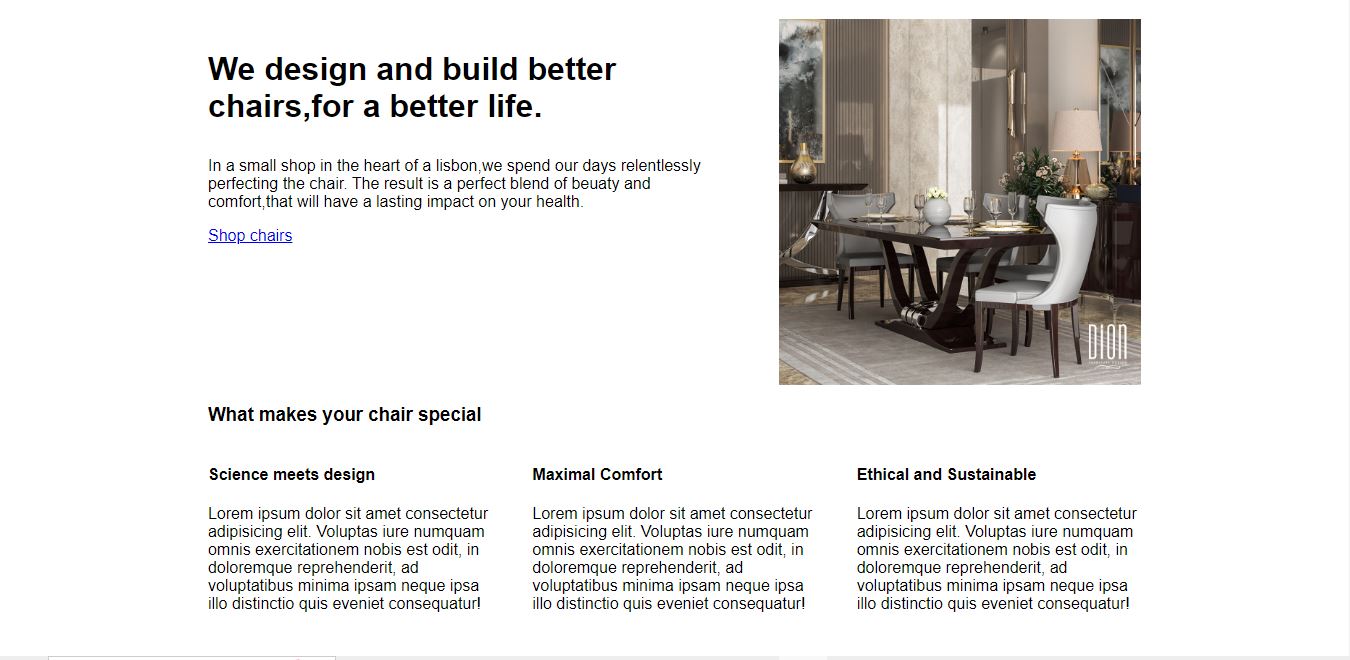 We design and build better
chairs,for a better life.
In a small shop in the heart of a lisbon,we spend our days relentlessly
perfecting the chair. The result is a perfect blend of beuaty and
comfort,that will have a lasting impact on your health.
Shop chairs
DION
What makes your chair special
Science meets design
Lorem ipsum dolor sit amet consectetur
adipisicing elit. Voluptas iure numquam
omnis exercitationem nobis est odit, in
doloremque reprehenderit, ad
voluptatibus minima ipsam neque ipsa
illo distinctio quis eveniet consequatur!
Maximal Comfort
Lorem ipsum dolor sit amet consectetur
adipisicing elit. Voluptas iure numquam
omnis exercitationem nobis est odit, in
doloremque reprehenderit, ad
voluptatibus minima ipsam neque ipsa
illo distinctio quis eveniet consequatur!
Ethical and Sustainable
Lorem ipsum dolor sit amet consectetur
adipisicing elit. Voluptas iure numquam
omnis exercitationem nobis est odit, in
doloremque reprehenderit, ad
voluptatibus minima ipsam neque ipsa
illo distinctio quis eveniet consequatur!